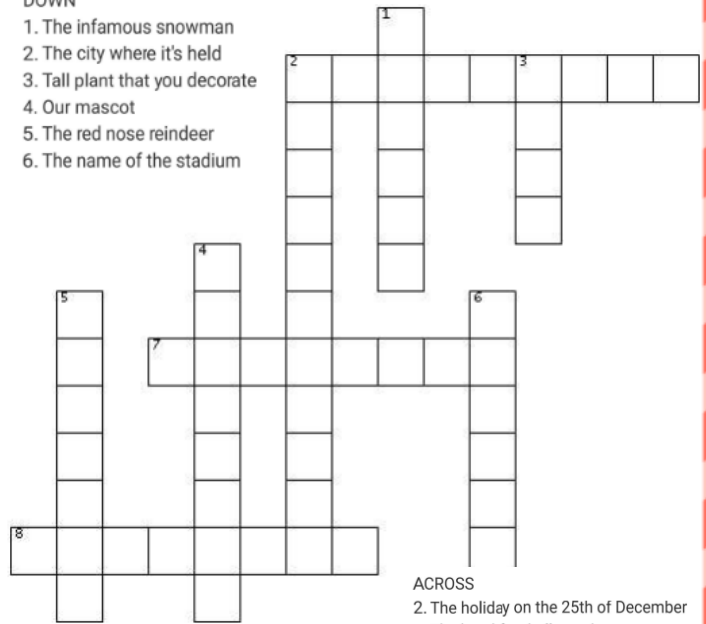 DOWN
1. The infamous snowman
2. The city where it's held
3. Tall plant that you decorate
4. Our mascot
5. The red nose reindeer
6. The name of the stadium
1
2
3
4
5
6
7
8
ACROSS
2. The holiday on the 25th of December